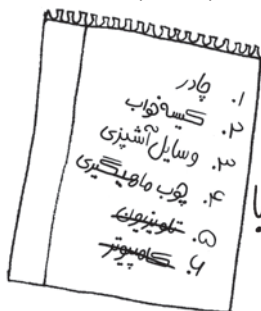 ۱. چادر
۲. کیسه خواب
۳. وسایل آشپزی
۴. چوب ماهیگیری
۵. تلویزیون
۶. کامپیوتر